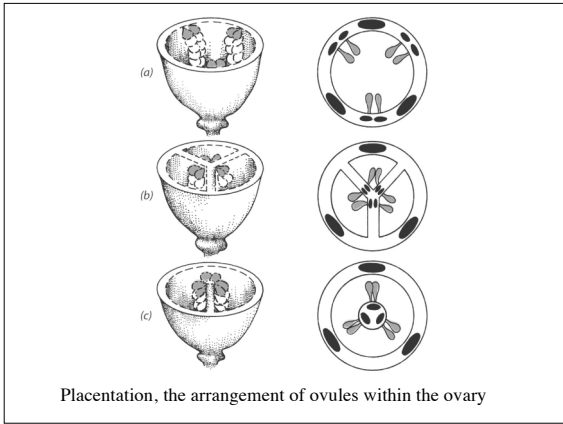 (a)
(b)
(c)
Placentation, the arrangement of ovules within the ovary